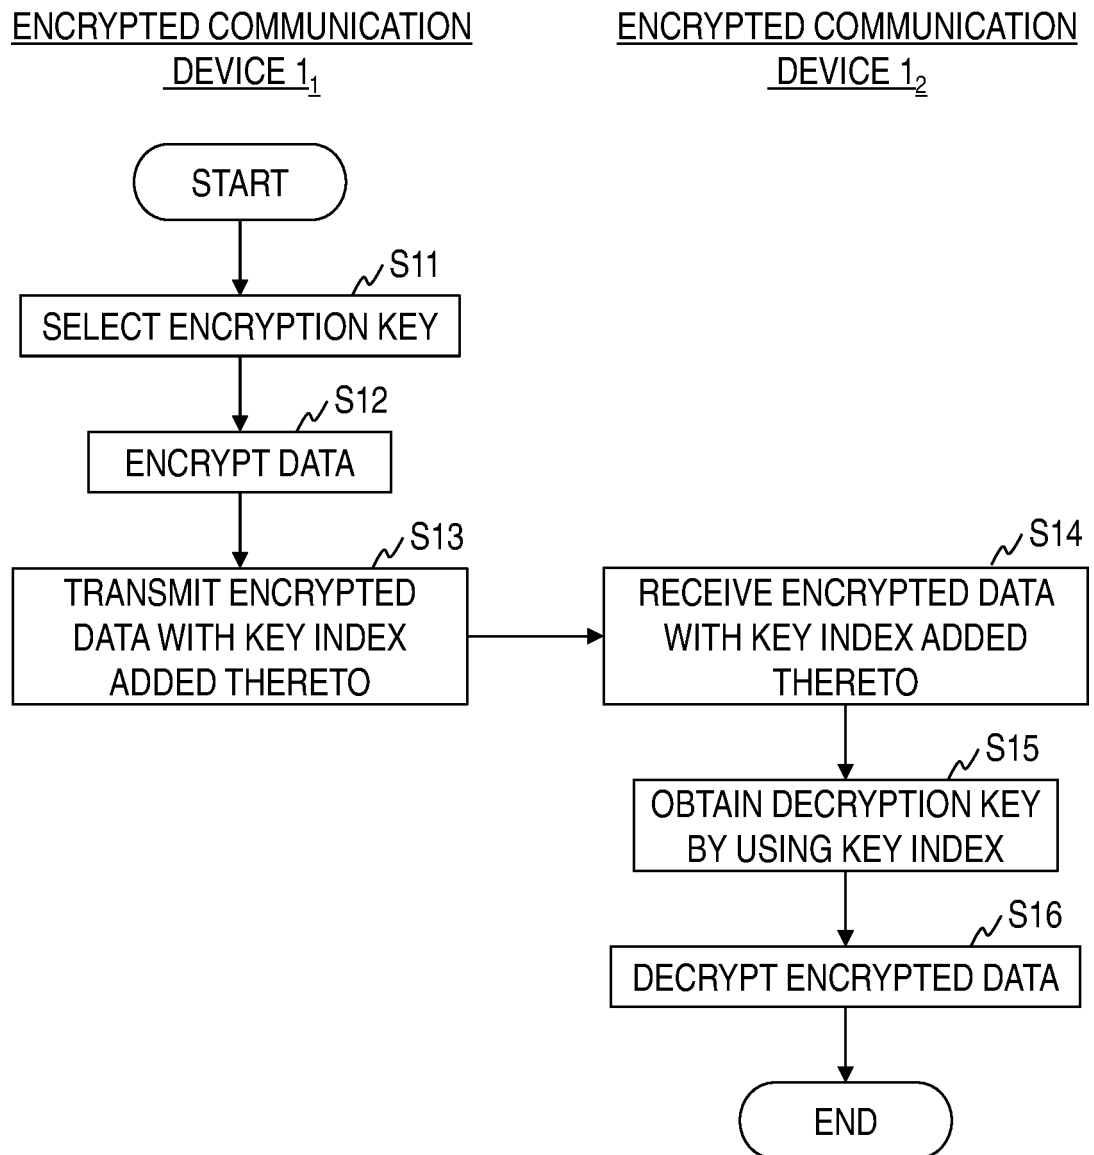 ENCRYPTED COMMUNICATION
DEVICE 1₁
ENCRYPTED COMMUNICATION
DEVICE 1₂
START
S11
SELECT ENCRYPTION KEY
S12
ENCRYPT DATA
S13
TRANSMIT ENCRYPTED
DATA WITH KEY INDEX
ADDED THERETO
S14
RECEIVE ENCRYPTED DATA
WITH KEY INDEX ADDED
THERETO
S15
OBTAIN DECRYPTION KEY
BY USING KEY INDEX
S16
DECRYPT ENCRYPTED DATA
END